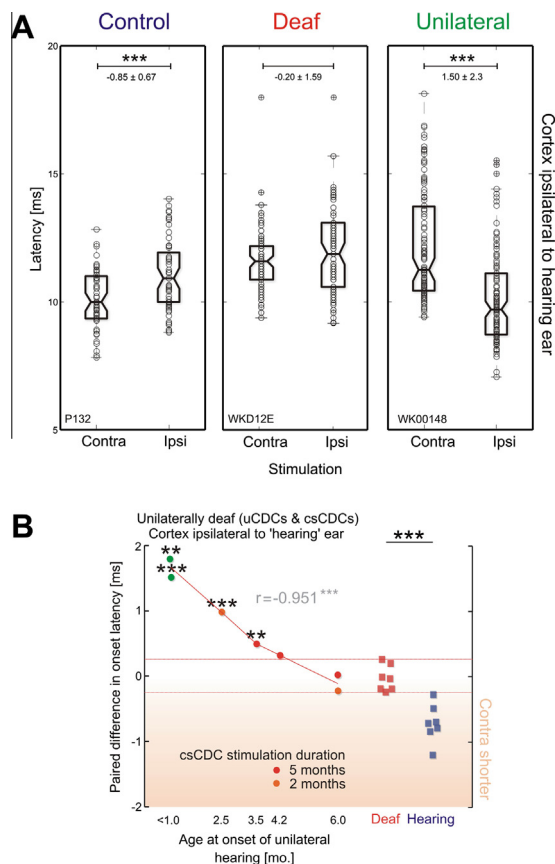 A
Control
Deaf
Unilateral
20
15
10
5
Latency [ms]
***
-0.85 ± 0.67
-0.20 ± 1.59
***
1.50 ± 2.3
P132
WKD12E
WK00148
Contra
Ipsi
Contra
Ipsi
Contra
Ipsi
Stimulation
Cortex ipsilateral to hearing ear
B
Unilaterally deaf (uCDCs & csCDCs)
Cortex ipsilateral to 'hearing' ear
***
2
1
0
-1
-2
Paired difference in onset latency [ms]
**
***
***
**
r=-0.951 ***
Contra shorter
csCDC stimulation duration
5 months
2 months
<1.0
2.5
3.5
4.2
6.0
Deaf
Hearing
Age at onset of unilateral
hearing [mo.]